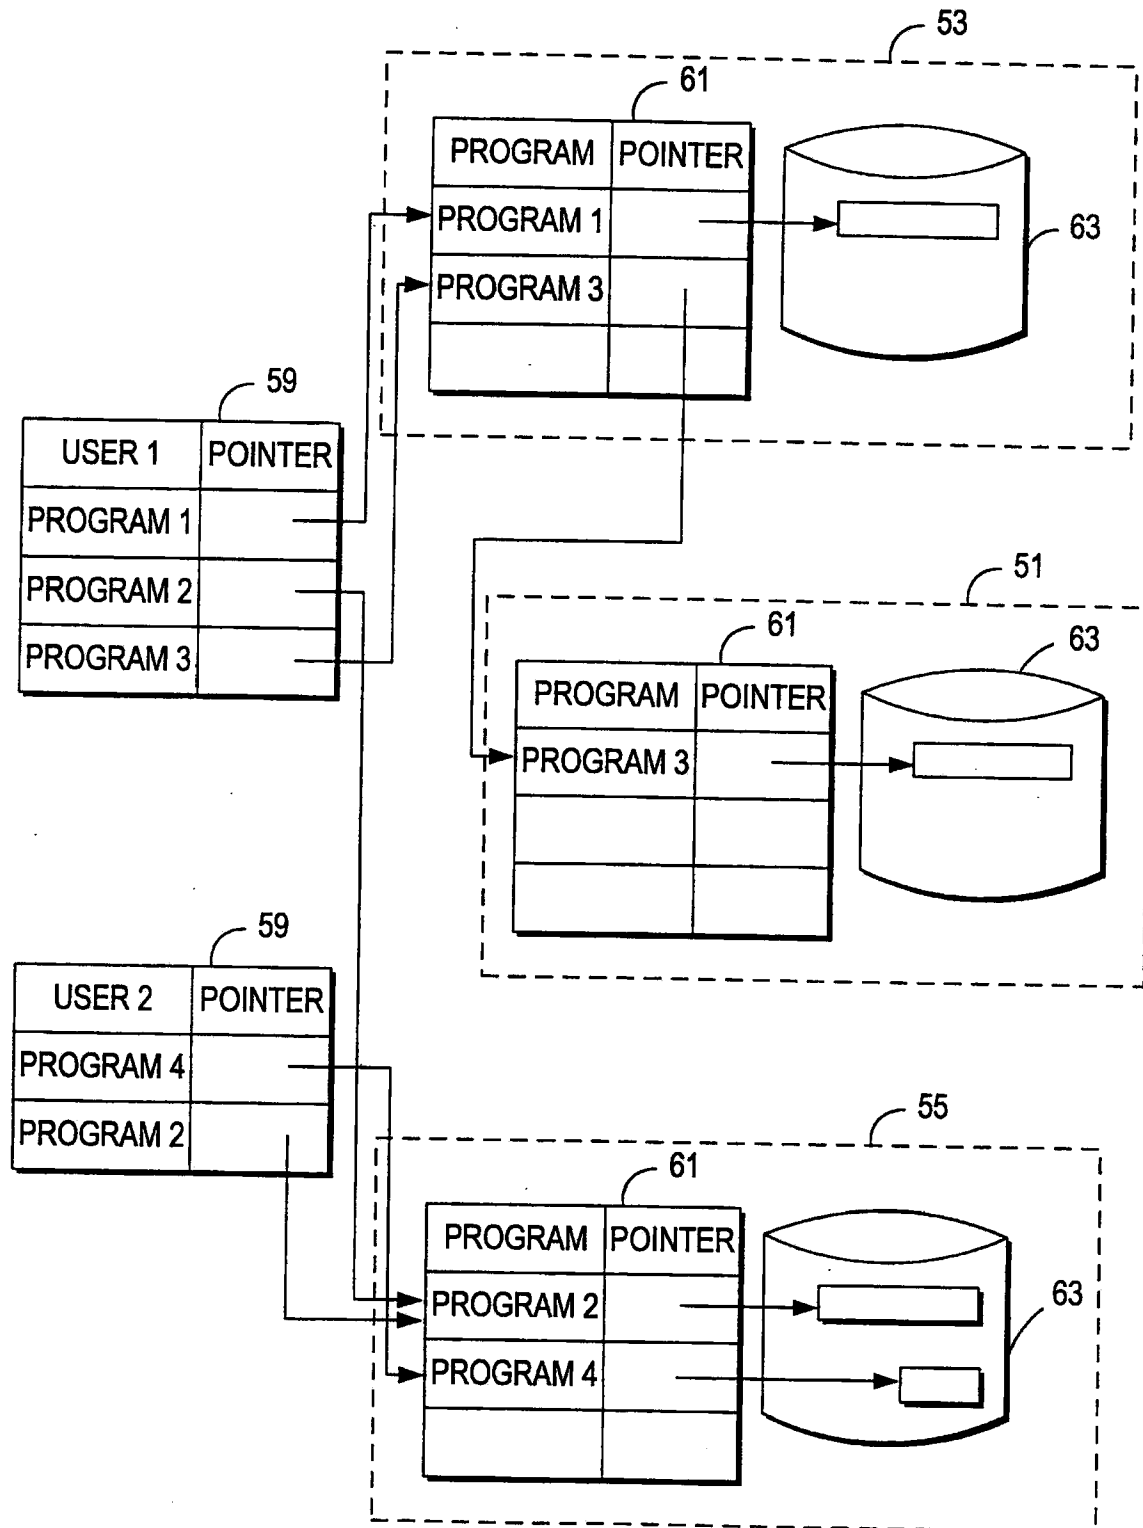 53
61
PROGRAM POINTER
PROGRAM 1
PROGRAM 3
63
59
USER 1 POINTER
PROGRAM 1
PROGRAM 2
PROGRAM 3
51
61
63
PROGRAM POINTER
PROGRAM 3
59
USER 2 POINTER
PROGRAM 4
PROGRAM 2
55
61
PROGRAM POINTER
PROGRAM 2
PROGRAM 4
63